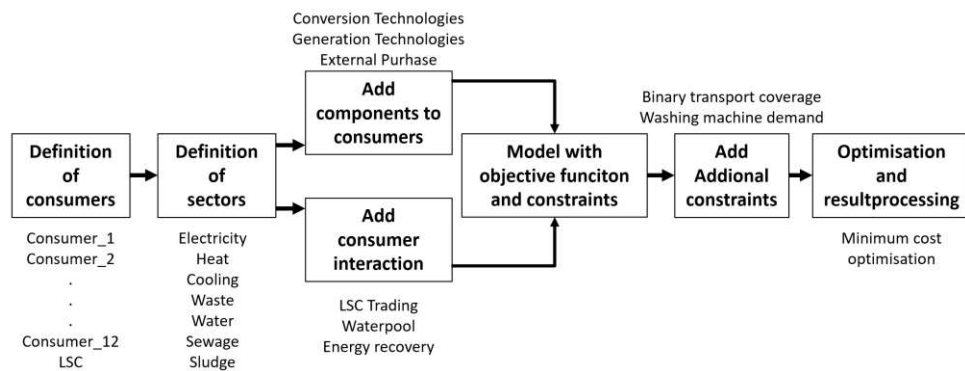 Conversion Technologies
Generation Technologies
External Purhase
Add
components to
consumers
Definition
of
consumers
Consumer_1
Consumer_2
.
.
.
Consumer_12
LSC
Definition
of
sectors
Electricity
Heat
Cooling
Waste
Water
Sewage
Sludge
Add
consumer
interaction
LSC Trading
Waterpool
Energy recovery
Model with
objective funciton
and constraints
Binary transport coverage
Washing machine demand
Add
Addional
constraints
Optimisation
and
resultprocessing
Minimum cost
optimisation